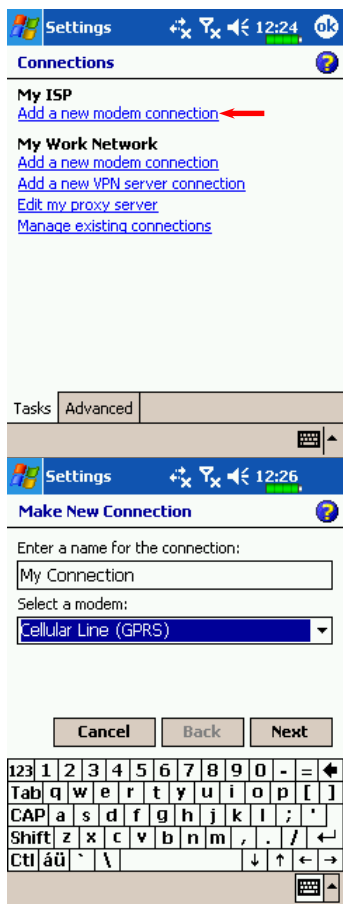 Settings 12:24 ok
Connections ?
My ISP
Add a new modem connection
My Work Network
Add a new modem connection
Add a new VPN server connection
Edit my proxy server
Manage existing connections
Tasks Advanced
Settings 12:26
Make New Connection ?
Enter a name for the connection:
My Connection
Select a modem:
Cellular Line (GPRS)
Cancel Back Next
123 1 2 3 4 5 6 7 8 9 0 - =
Tab q w e r t y u i o p [ ]
CAP a s d f g h j k l ; '
Shift z x c v b n m , . /
Ctl áü ` \